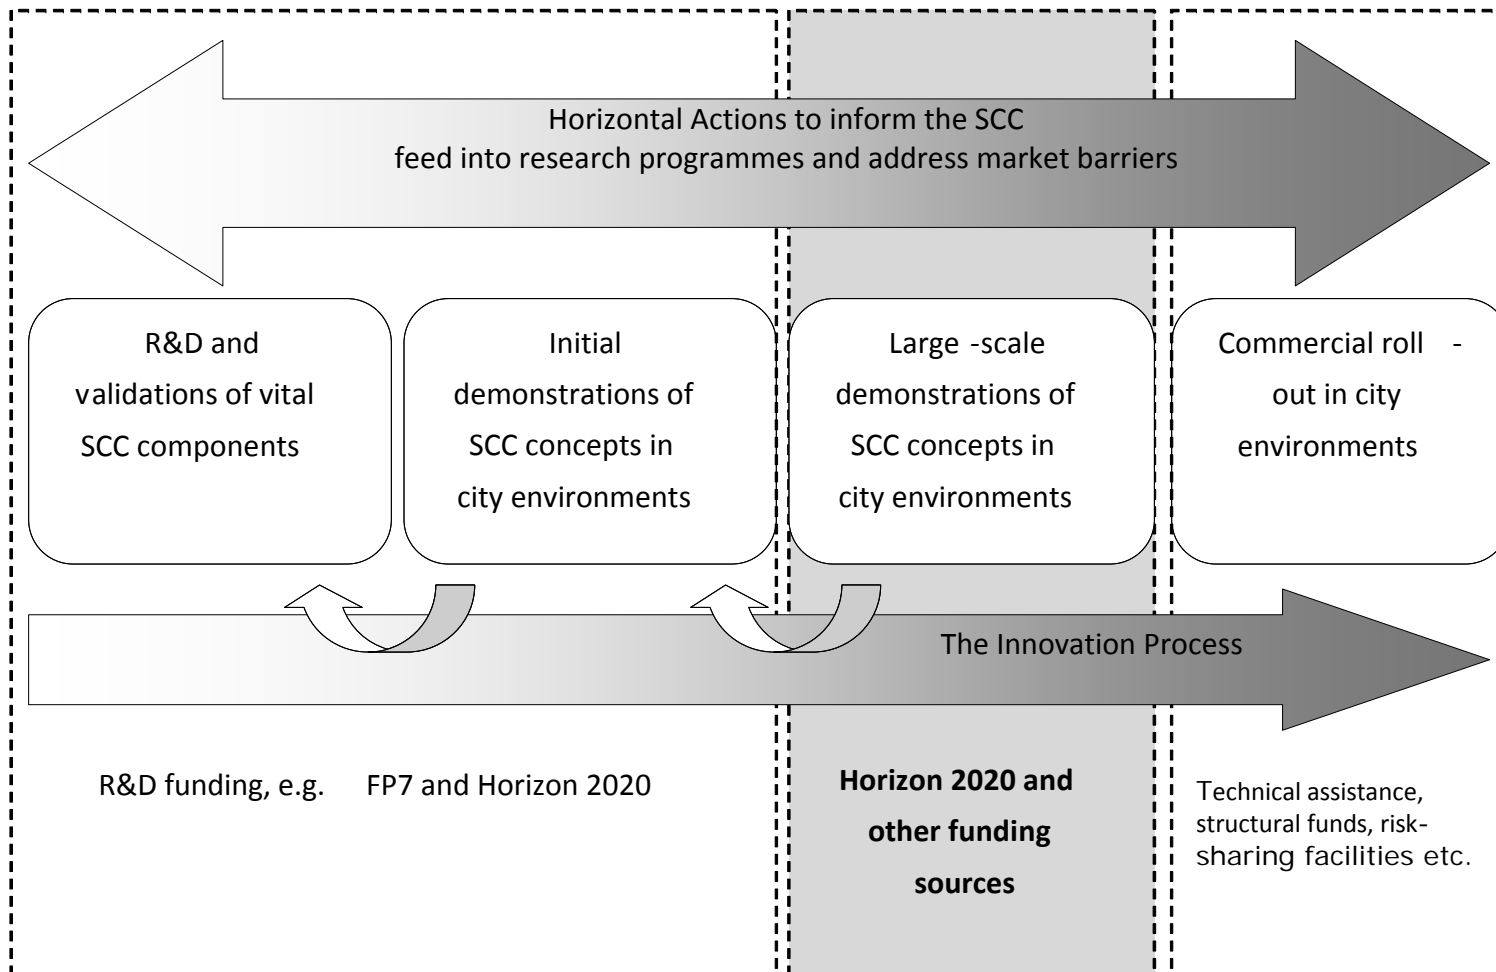 Horizontal Actions to inform the SCC
feed into research programmes and address market barriers
R&D and
validations of vital
SCC components
Initial
demonstrations of
SCC concepts in
city environments
Large -scale
demonstrations of
SCC concepts in
city environments
Commercial roll -
out in city
environments
The Innovation Process
R&D funding, e.g. FP7 and Horizon 2020
Horizon 2020 and
other funding
sources
Technical assistance,
structural funds, risk-
sharing facilities etc.